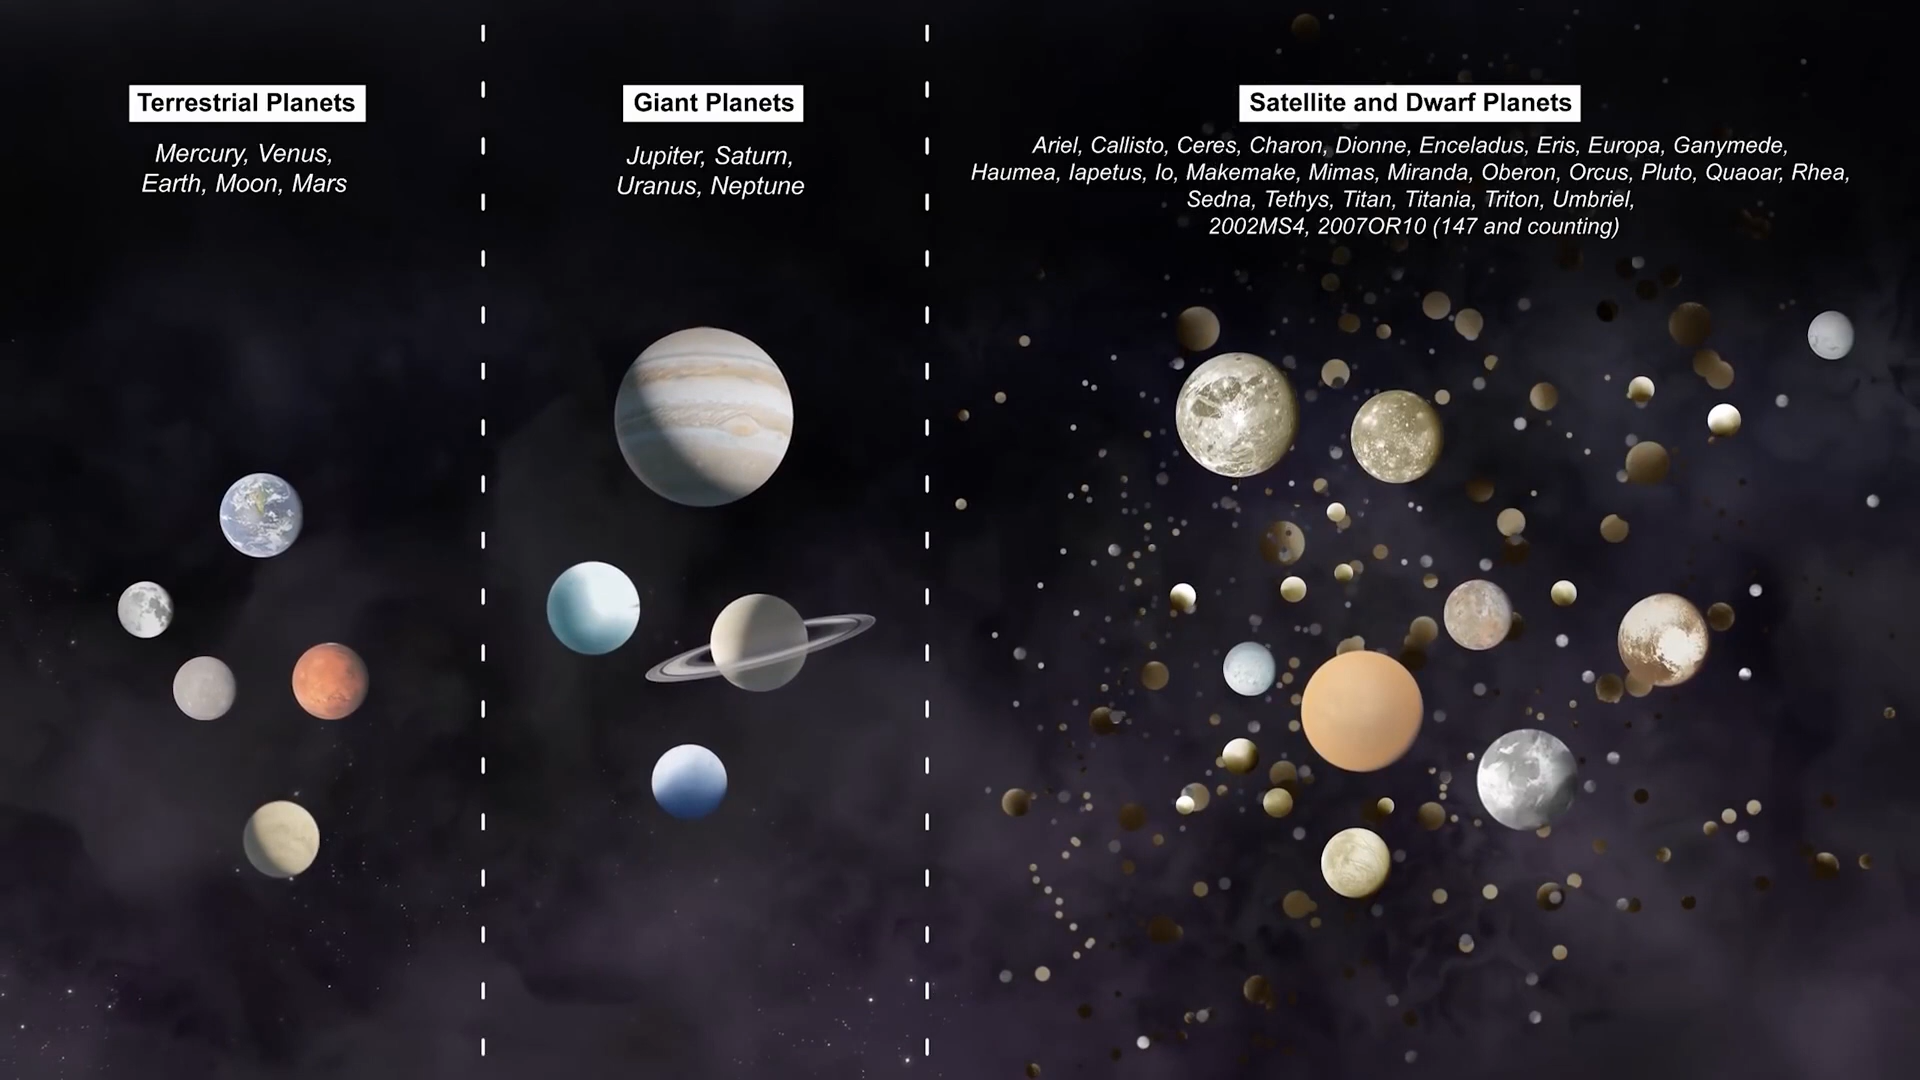 Terrestrial Planets
Mercury, Venus,
Earth, Moon, Mars
Giant Planets
Jupiter, Saturn,
Uranus, Neptune
Satellite and Dwarf Planets
Ariel, Callisto, Ceres, Charon, Dionne, Enceladus, Eris, Europa, Ganymede,
Haumea, Iapetus, Io, Makemake, Mimas, Miranda, Oberon, Orcus, Pluto, Quaoar, Rhea,
Sedna, Tethys, Titan, Titania, Triton, Umbriel,
2002MS4, 2007OR10 (147 and counting)